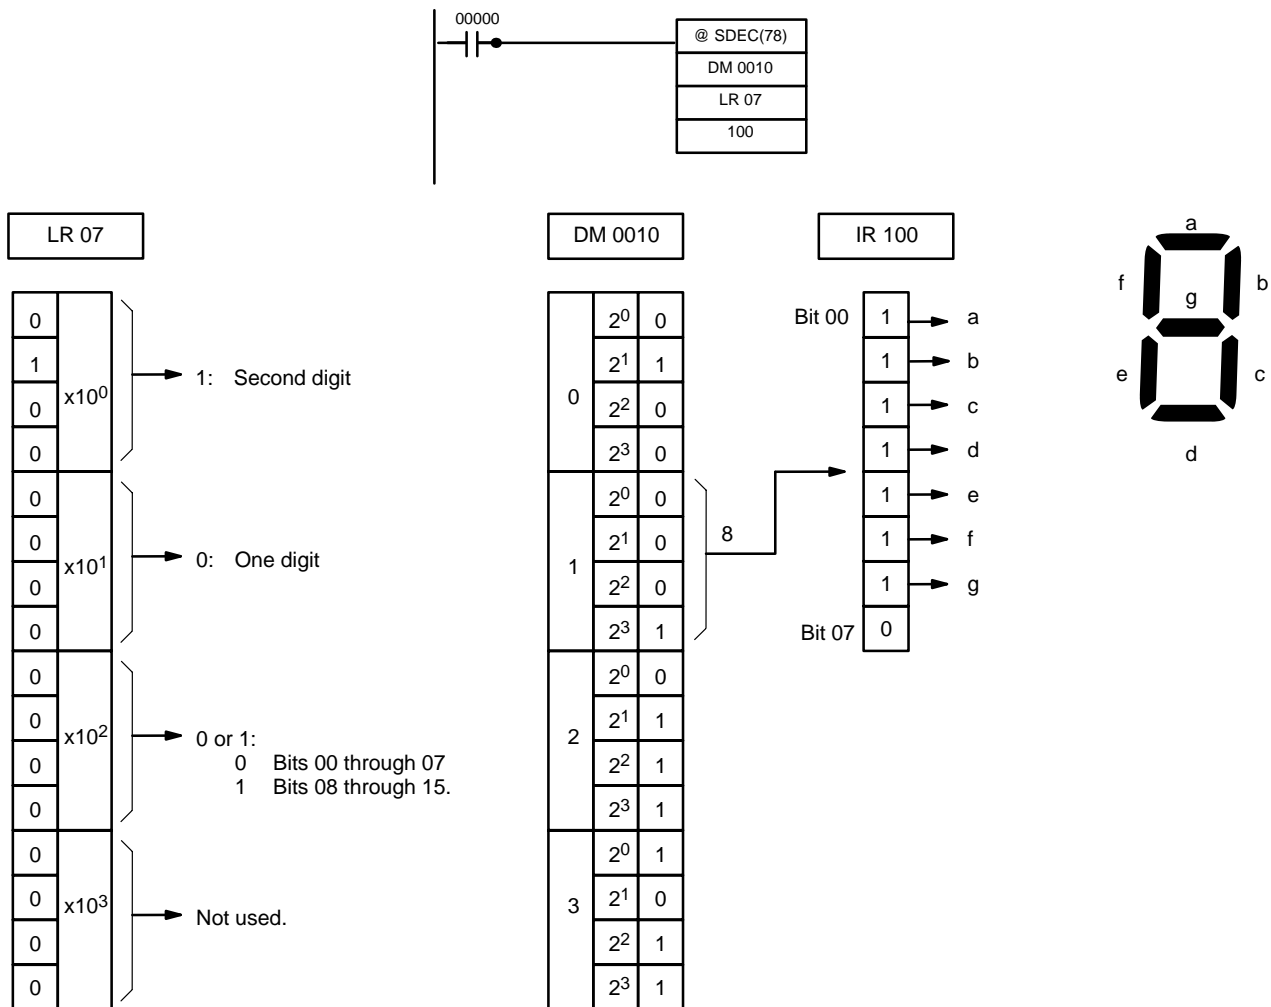 00000
@ SDEC(78)
DM 0010
LR 07
100
LR 07
0
1
0
0
x10⁰
1: Second digit
0
0
0
0
x10¹
0: One digit
0
0
0
0
x10²
0 or 1:
0 Bits 00 through 07
1 Bits 08 through 15.
0
0
0
0
x10³
Not used.
DM 0010
0
2⁰ 0
2¹ 1
2² 0
2³ 0
1
2⁰ 0
2¹ 0
2² 0
2³ 1
8
2
2⁰ 0
2¹ 1
2² 1
2³ 1
3
2⁰ 1
2¹ 0
2² 1
2³ 1
IR 100
Bit 00 1 a
1 b
1 c
1 d
1 e
1 f
1 g
Bit 07 0
a
f b
g
e c
d